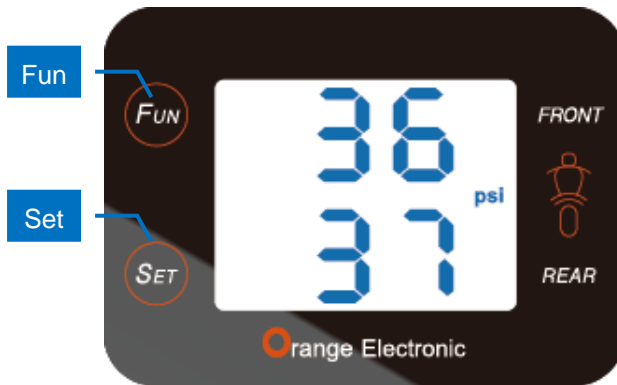 Fun
FUN
36
FRONT
psi
Set
SET
37
REAR
Orange Electronic